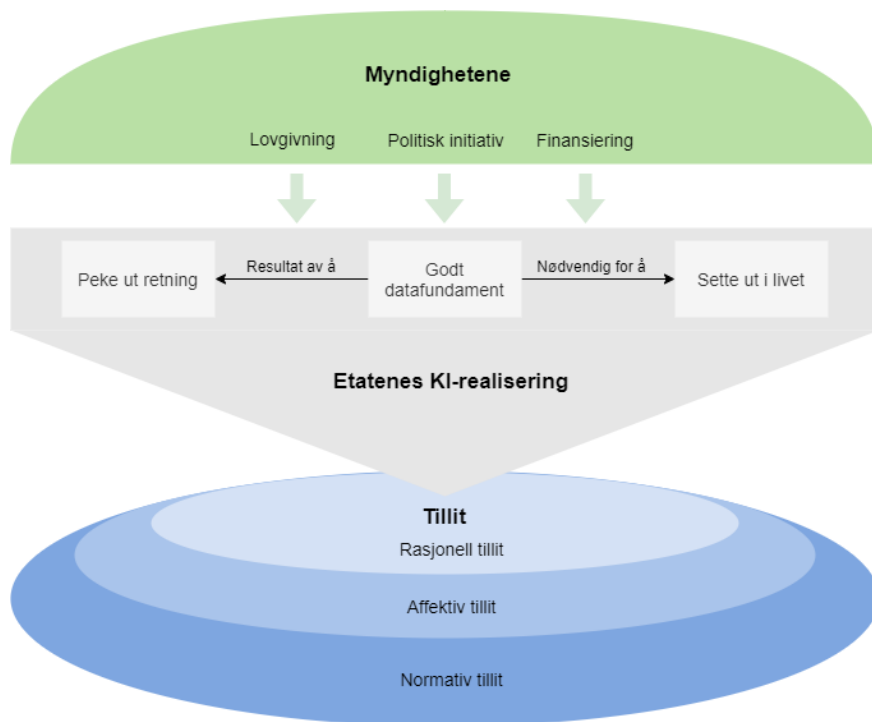 Myndighetene
Lovgivning
Politisk initiativ
Finansiering
Peke ut retning
Resultat av å
Godt
datafundament
Nødvendig for å
Sette ut i livet
Etatenes KI-realisering
Tillit
Rasjonell tillit
Affektiv tillit
Normativ tillit